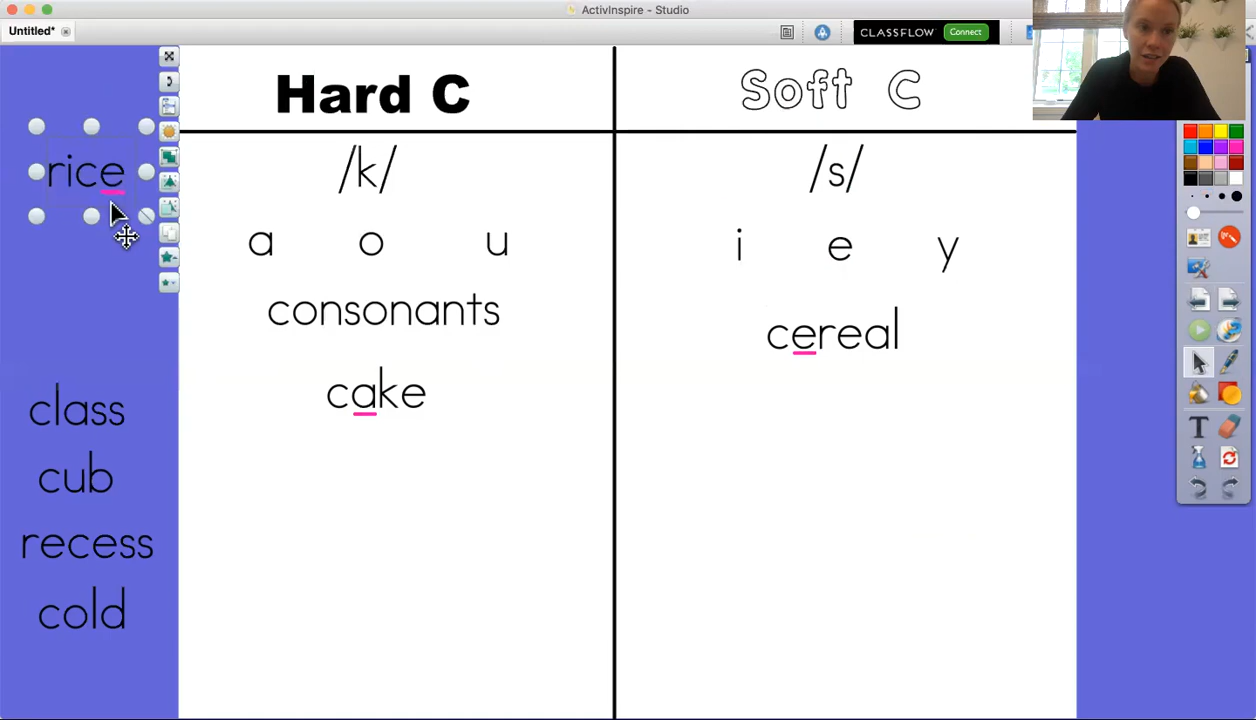 ActivInspire - Studio
Untitled*
CLASSFLOW Connect
Hard C
Soft C
rice
/k/
/s/
a o u
i e y
consonants
cereal
cake
class
cub
recess
cold
T